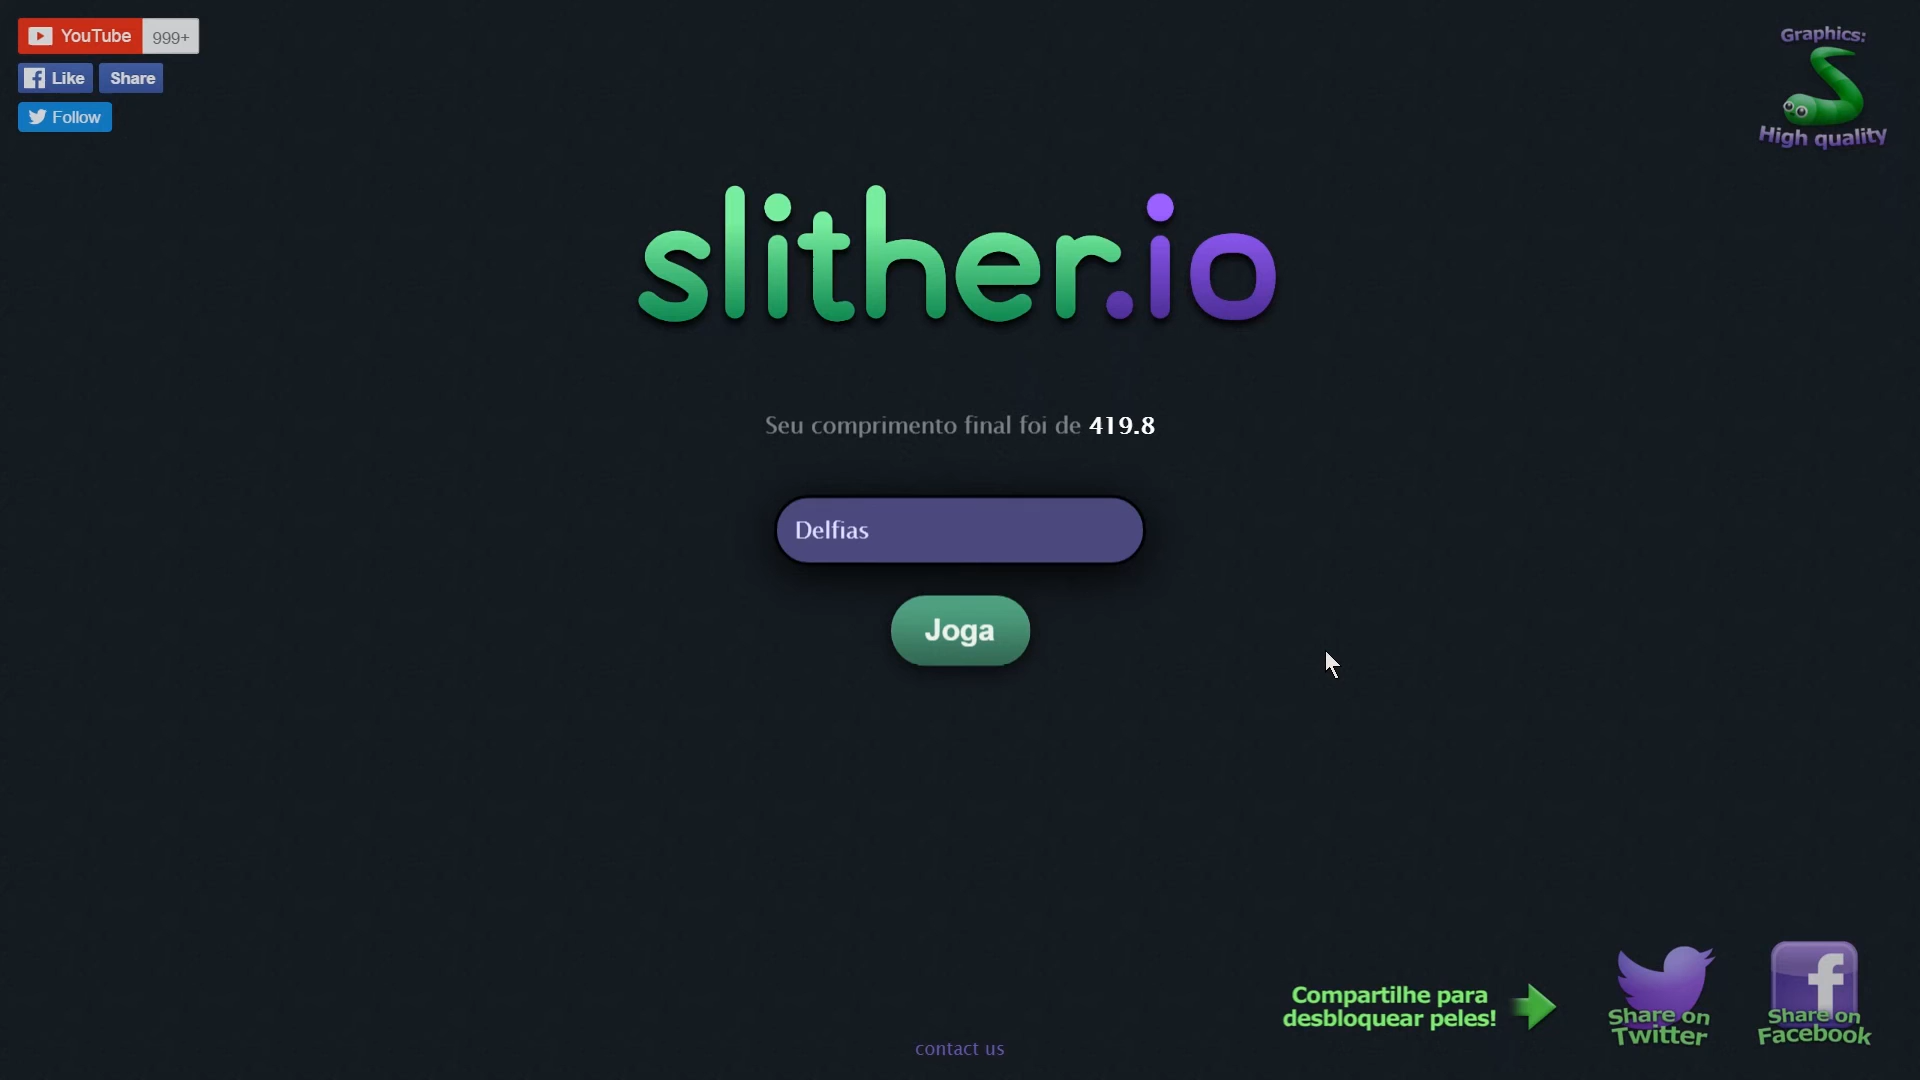 YouTube 999+
Like Share
Follow
Graphics:
High quality
slither.io
Seu comprimento final foi de 419.8
Delfias
Joga
Compartilhe para
desbloquear peles!
Share on
Twitter
Share on
Facebook
contact us